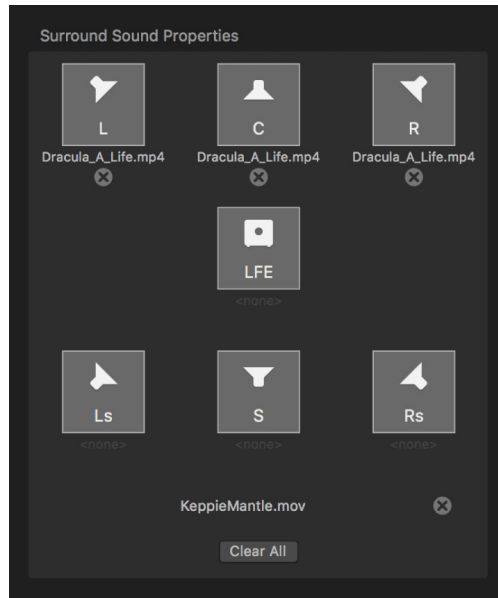 Surround Sound Properties
L C R
Dracula_A_Life.mp4 Dracula_A_Life.mp4 Dracula_A_Life.mp4
LFE
<none>
Ls S Rs
<none> <none> <none>
KeppieMantle.mov
Clear All